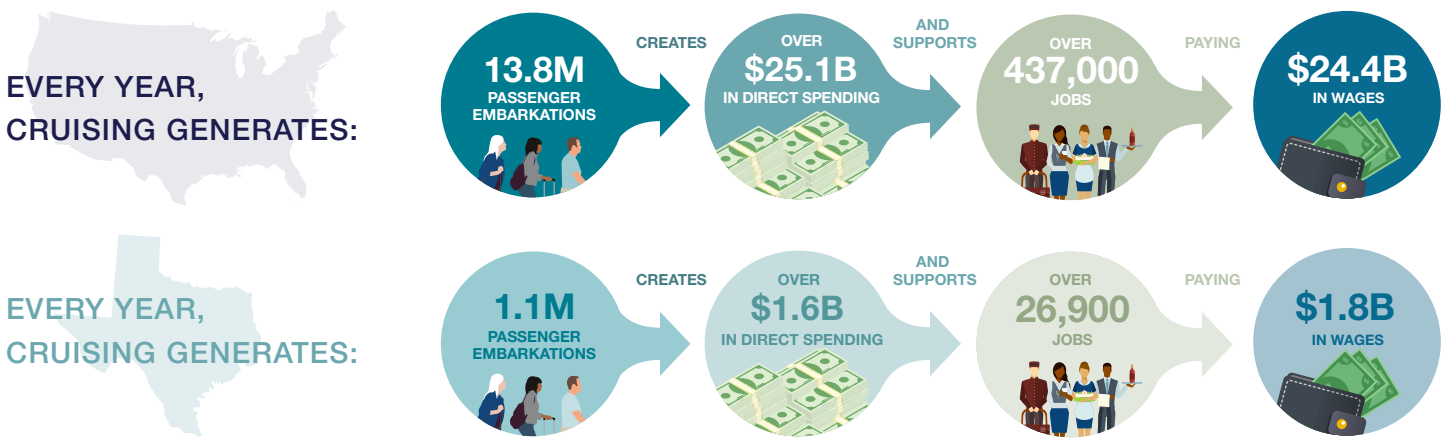 EVERY YEAR,
CRUISING GENERATES:
13.8M
PASSENGER
EMBARKATIONS
CREATES
OVER
$25.1B
IN DIRECT SPENDING
AND
SUPPORTS
OVER
437,000
JOBS
PAYING
$24.4B
IN WAGES
EVERY YEAR,
CRUISING GENERATES:
1.1M
PASSENGER
EMBARKATIONS
CREATES
OVER
$1.6B
IN DIRECT SPENDING
AND
SUPPORTS
OVER
26,900
JOBS
PAYING
$1.8B
IN WAGES